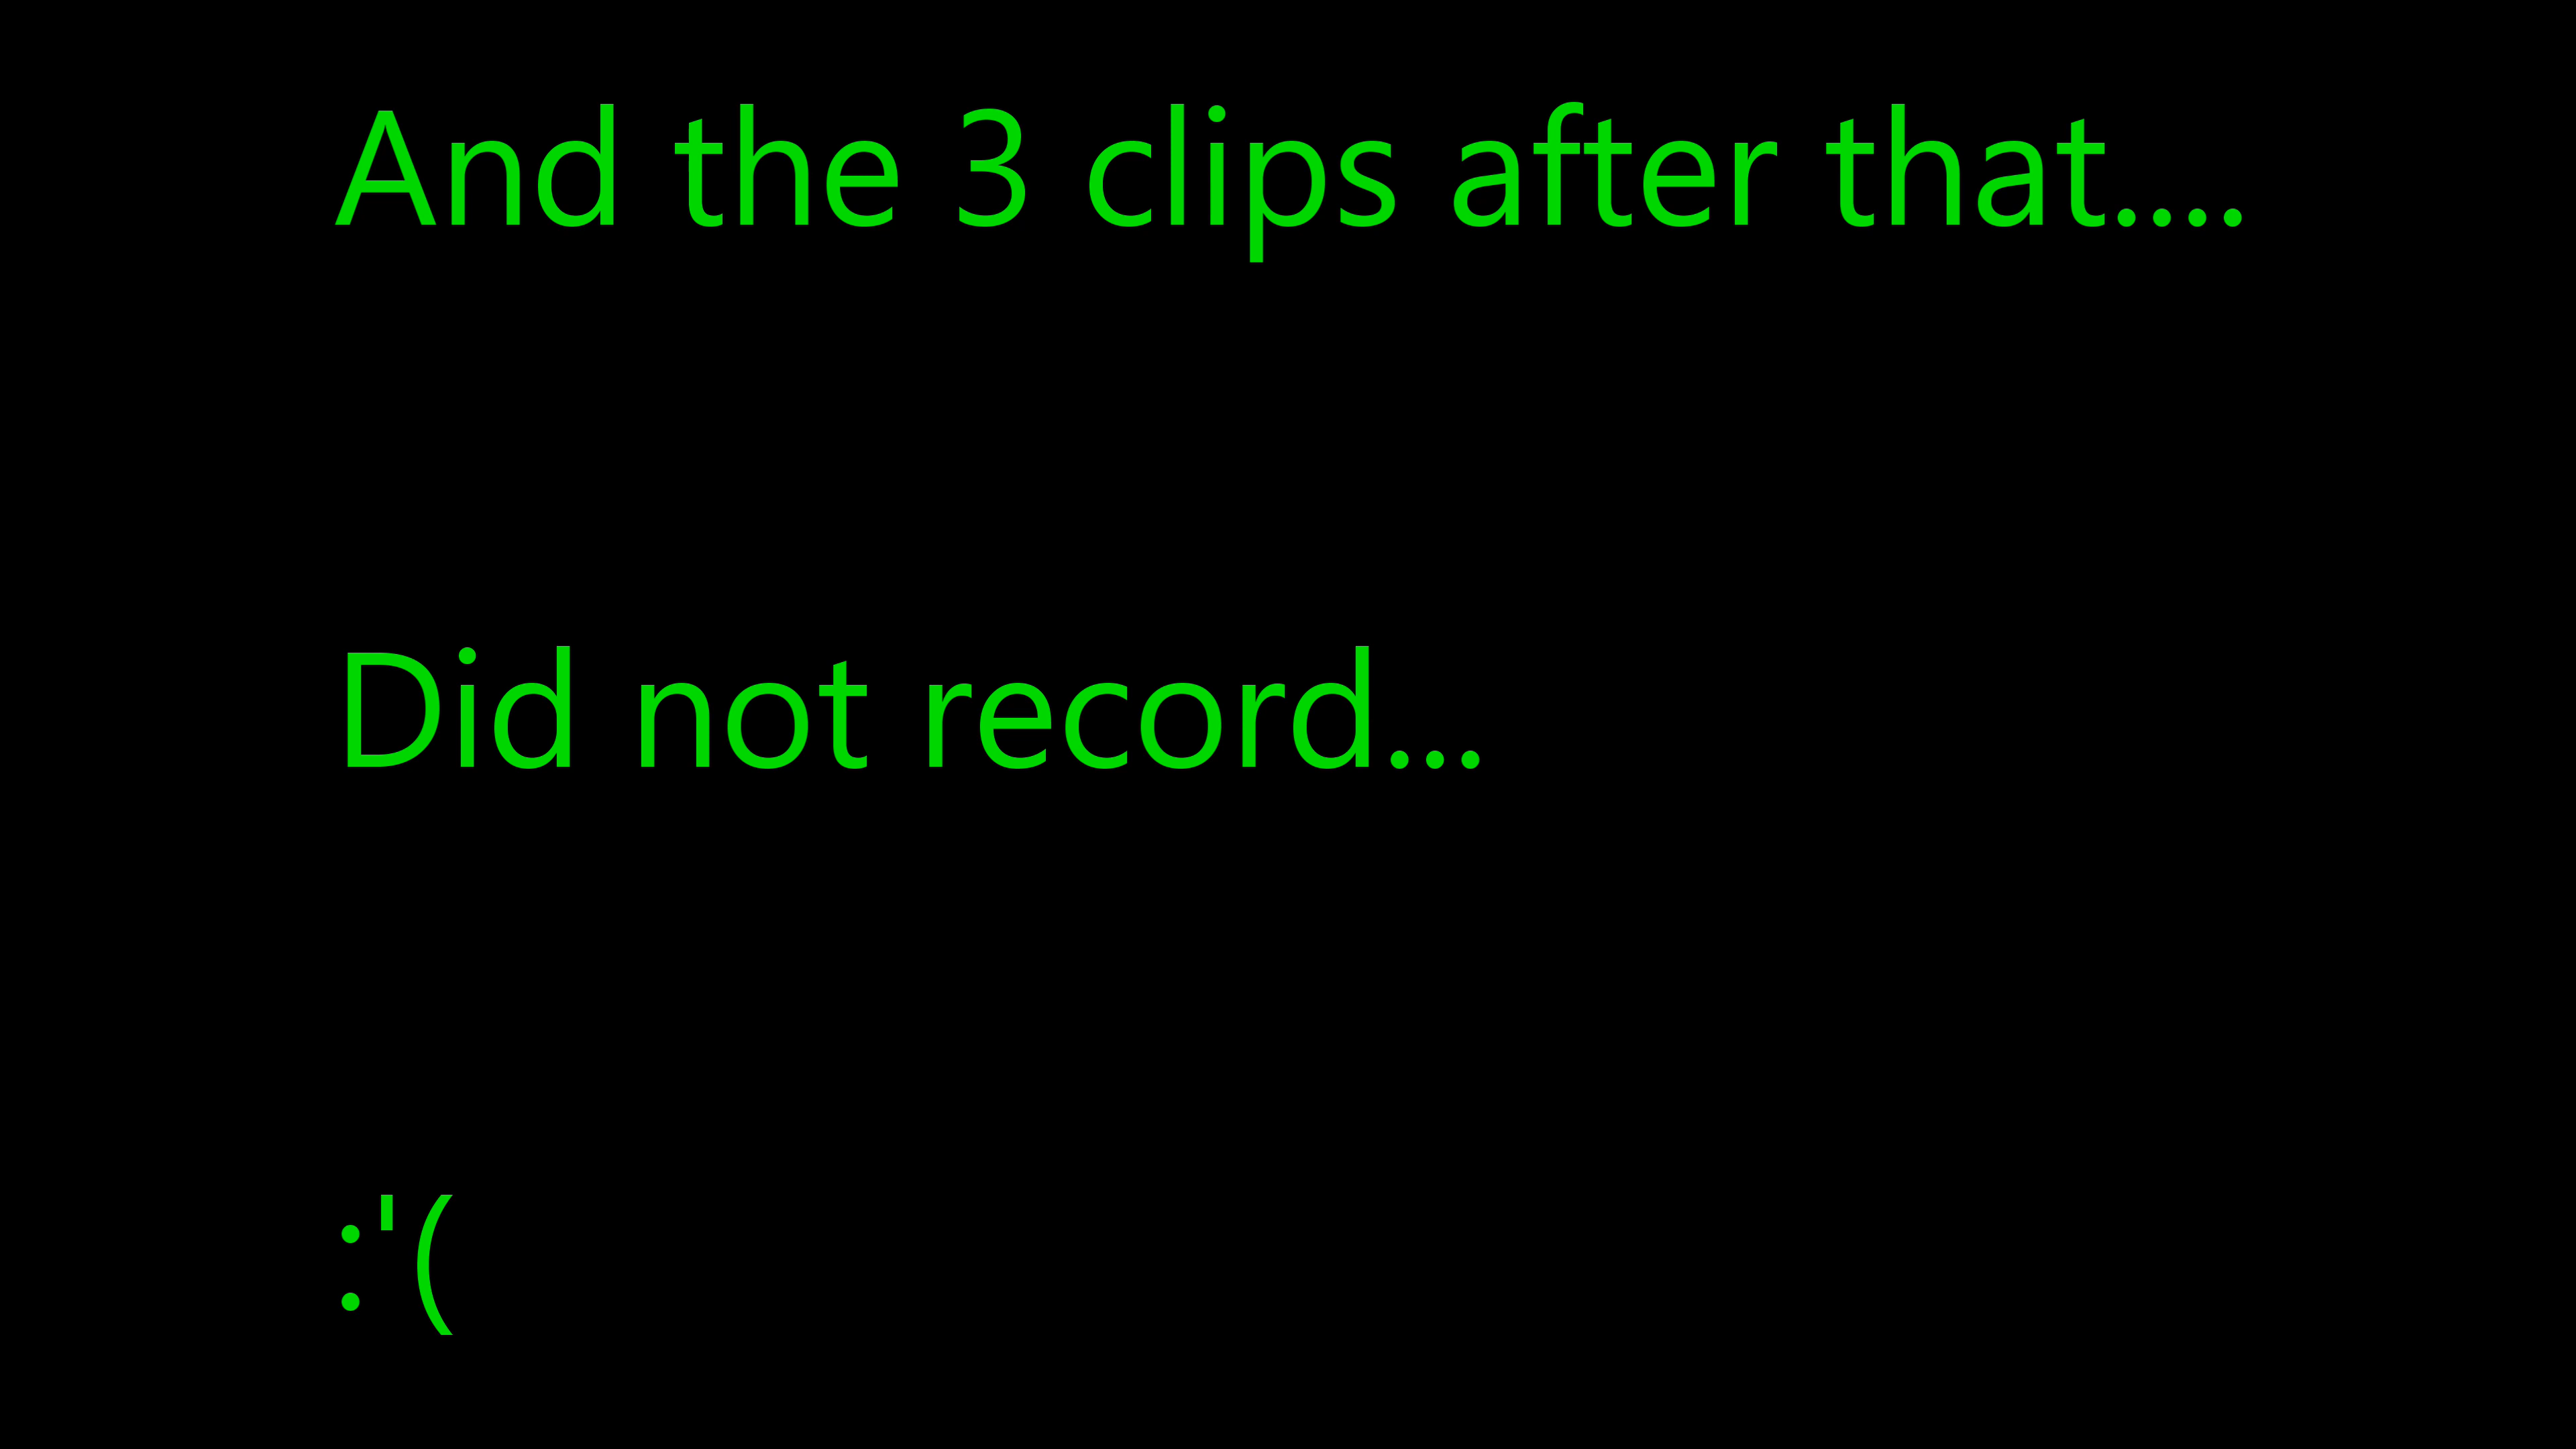 And the 3 clips after that....
Did not record...
:'(